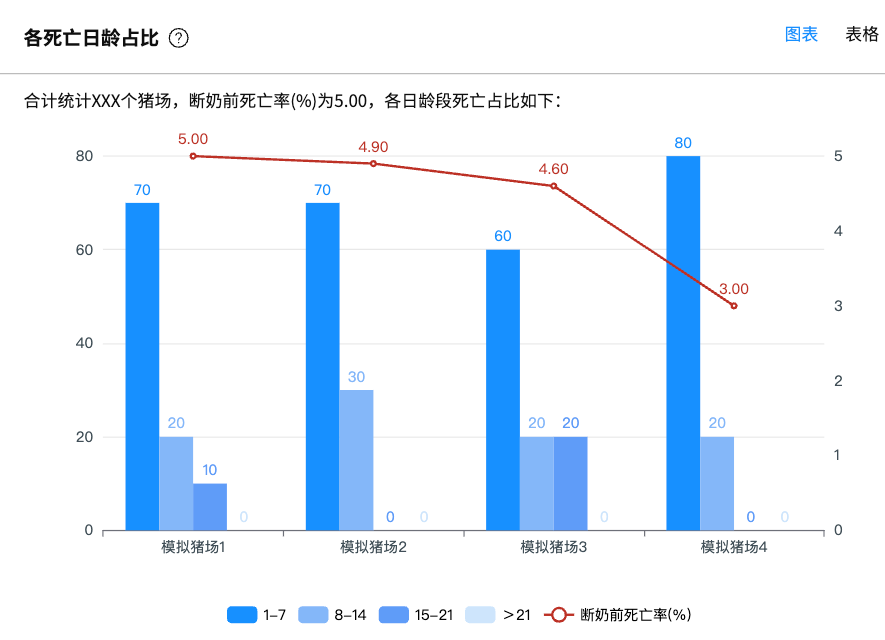 各死亡日龄占比 ?
图表 表格
合计统计XXX个猪场，断奶前死亡率(%)为5.00，各日龄段死亡占比如下：
5.00 4.90 4.60 3.00
80 60 40 20 0
70 20 10 0
70 30 0 0
60 20 20 0
80 20 0 0
5 4 3 2 1 0
模拟猪场1 模拟猪场2 模拟猪场3 模拟猪场4
1–7 8–14 15–21 >21 断奶前死亡率(%)